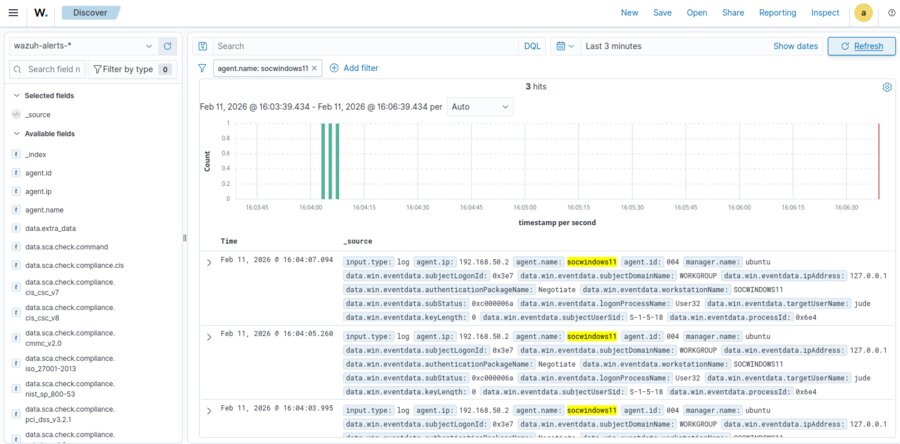 W. Discover New Save Open Share Reporting Inspect a
wazuh-alerts-*
Search field n Filter by type 0
Selected fields
_source
Available fields
t _index
t agent.id
t agent.ip
t agent.name
t data.extra_data
t data.sca.check.command
t data.sca.check.compliance.cis
t data.sca.check.compliance.
cis_csc_v7
t data.sca.check.compliance.
cis_csc_v8
t data.sca.check.compliance.
cmmc_v2.0
t data.sca.check.compliance.
iso_27001-2013
t data.sca.check.compliance.
nist_sp_800-53
t data.sca.check.compliance.
pci_dss_v3.2.1
Search DQL Last 3 minutes Show dates Refresh
agent.name: socwindows11 × + Add filter
3 hits
Feb 11, 2026 @ 16:03:39.434 - Feb 11, 2026 @ 16:06:39.434 per Auto
Count
1
0.8
0.6
0.4
0.2
0
16:03:45 16:04:00 16:04:15 16:04:30 16:04:45 16:05:00 16:05:15 16:05:30 16:05:45 16:06:00 16:06:15 16:06:30
timestamp per second
Time _source
Feb 11, 2026 @ 16:04:07.094 input.type: log agent.ip: 192.168.50.2 agent.name: socwindows11 agent.id: 004 manager.name: ubuntu
data.win.eventdata.subjectLogonId: 0x3e7 data.win.eventdata.subjectDomainName: WORKGROUP data.win.eventdata.ipAddress: 127.0.0.1
data.win.eventdata.authenticationPackageName: Negotiate data.win.eventdata.workstationName: SOCWINDOWS11
data.win.eventdata.subStatus: 0xc000006a data.win.eventdata.logonProcessName: User32 data.win.eventdata.targetUserName: jude
data.win.eventdata.keyLength: 0 data.win.eventdata.subjectUserSid: S-1-5-18 data.win.eventdata.processId: 0x6e4
Feb 11, 2026 @ 16:04:05.260 input.type: log agent.ip: 192.168.50.2 agent.name: socwindows11 agent.id: 004 manager.name: ubuntu
data.win.eventdata.subjectLogonId: 0x3e7 data.win.eventdata.subjectDomainName: WORKGROUP data.win.eventdata.ipAddress: 127.0.0.1
data.win.eventdata.authenticationPackageName: Negotiate data.win.eventdata.workstationName: SOCWINDOWS11
data.win.eventdata.subStatus: 0xc000006a data.win.eventdata.logonProcessName: User32 data.win.eventdata.targetUserName: jude
data.win.eventdata.keyLength: 0 data.win.eventdata.subjectUserSid: S-1-5-18 data.win.eventdata.processId: 0x6e4
Feb 11, 2026 @ 16:04:03.995 input.type: log agent.ip: 192.168.50.2 agent.name: socwindows11 agent.id: 004 manager.name: ubuntu
data.win.eventdata.subjectLogonId: 0x3e7 data.win.eventdata.subjectDomainName: WORKGROUP data.win.eventdata.ipAddress: 127.0.0.1